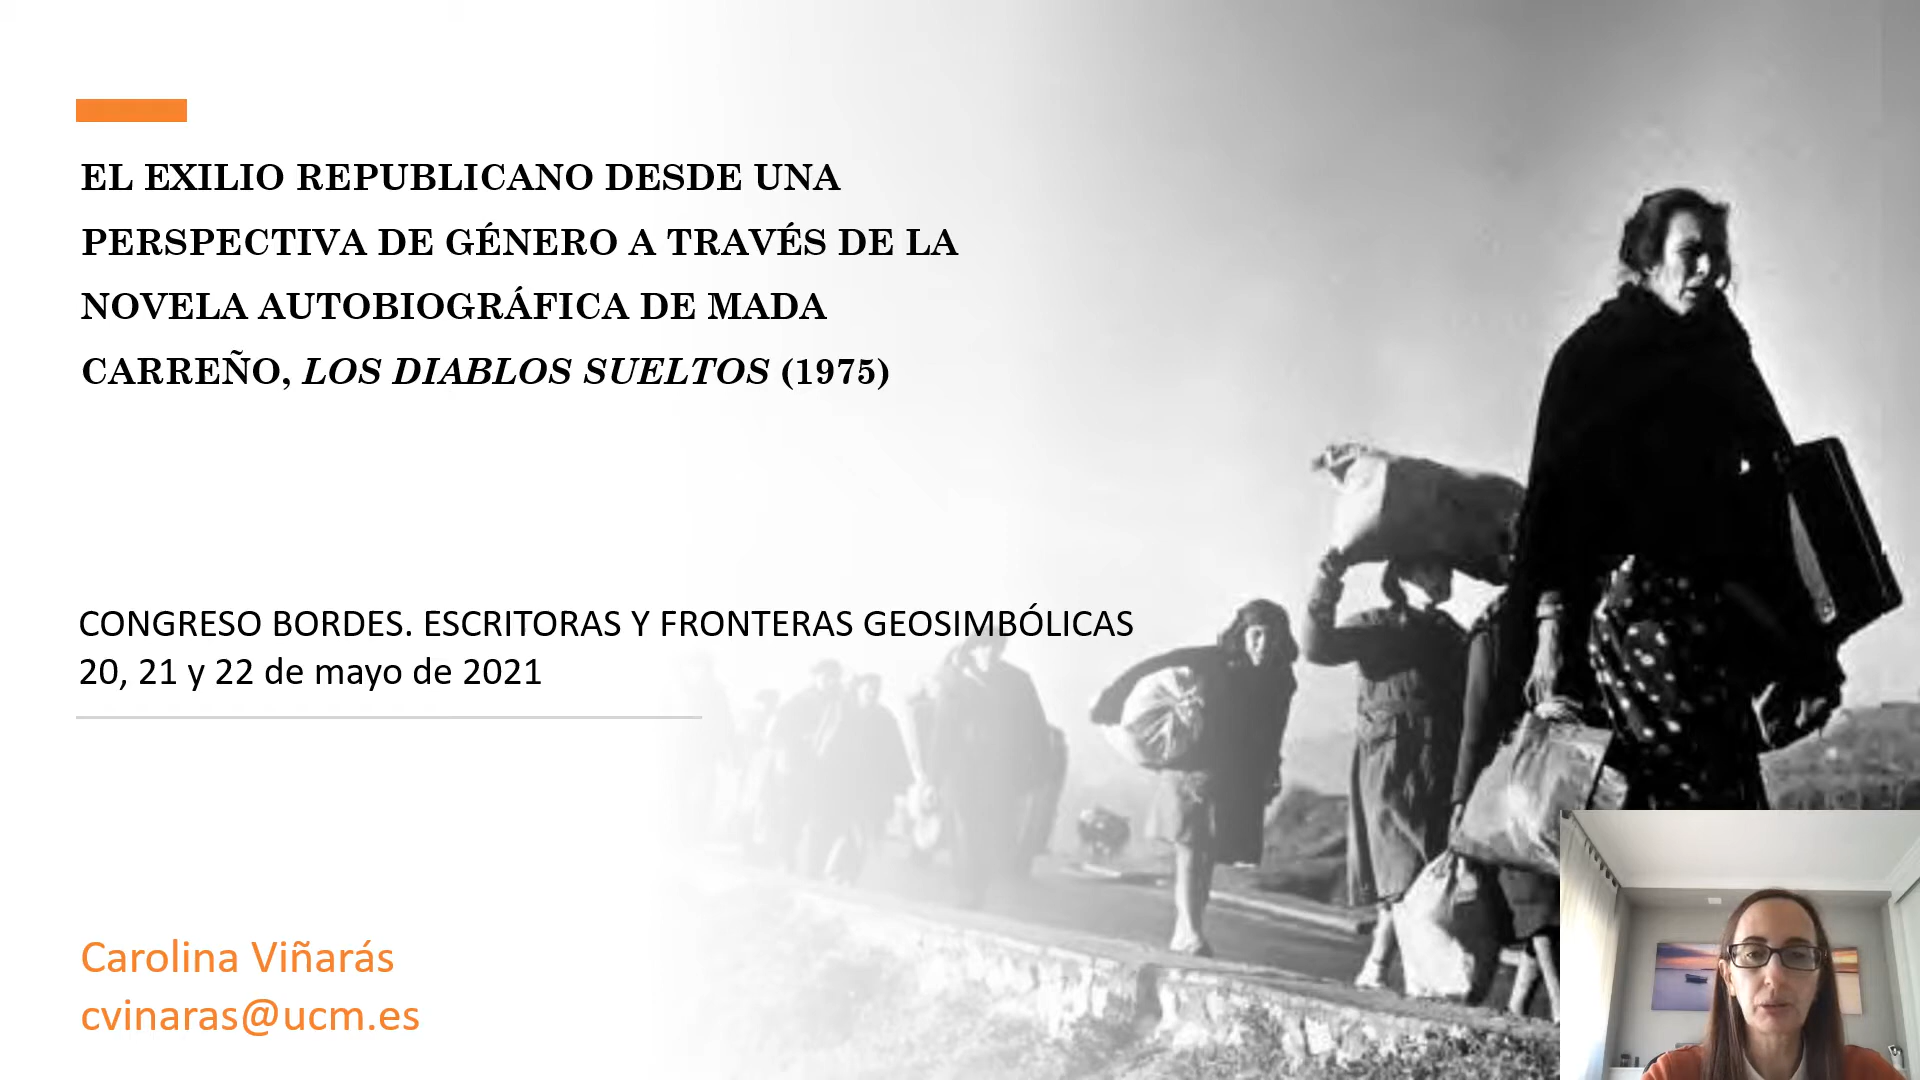 EL EXILIO REPUBLICANO DESDE UNA
PERSPECTIVA DE GÉNERO A TRAVÉS DE LA
NOVELA AUTOBIOGRÁFICA DE MADA
CARREÑO, LOS DIABLOS SUELTOS (1975)
CONGRESO BORDES. ESCRITORAS Y FRONTERAS GEOSIMBÓLICAS
20, 21 y 22 de mayo de 2021
Carolina Viñarás
cvinaras@ucm.es